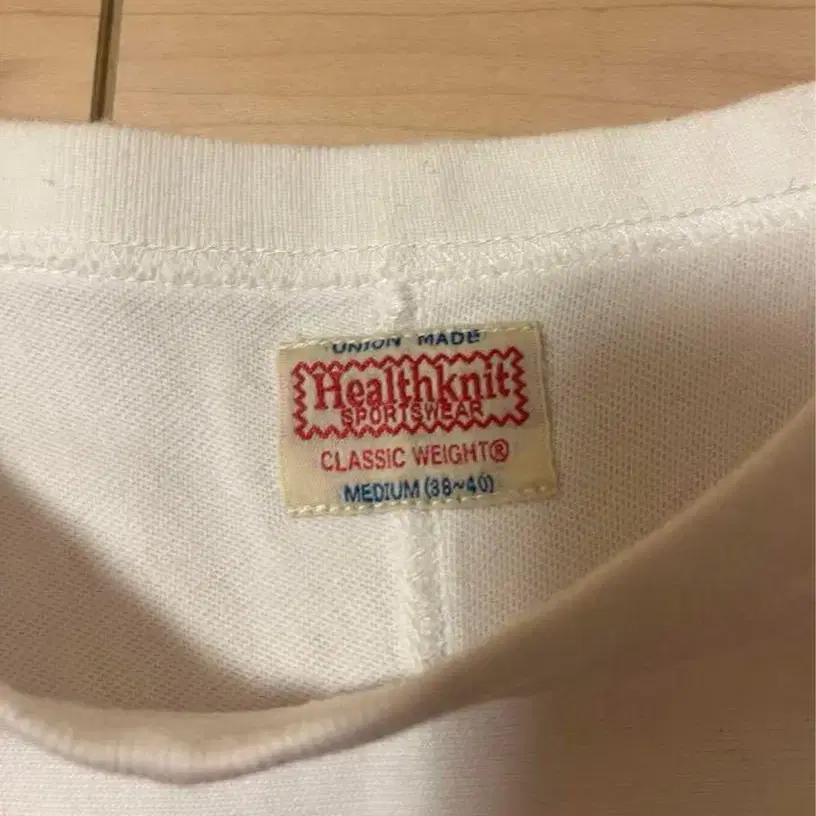 UNION MADE
Healthknit
SPORTSWEAR
CLASSIC WEIGHT®
MEDIUM (38~40)